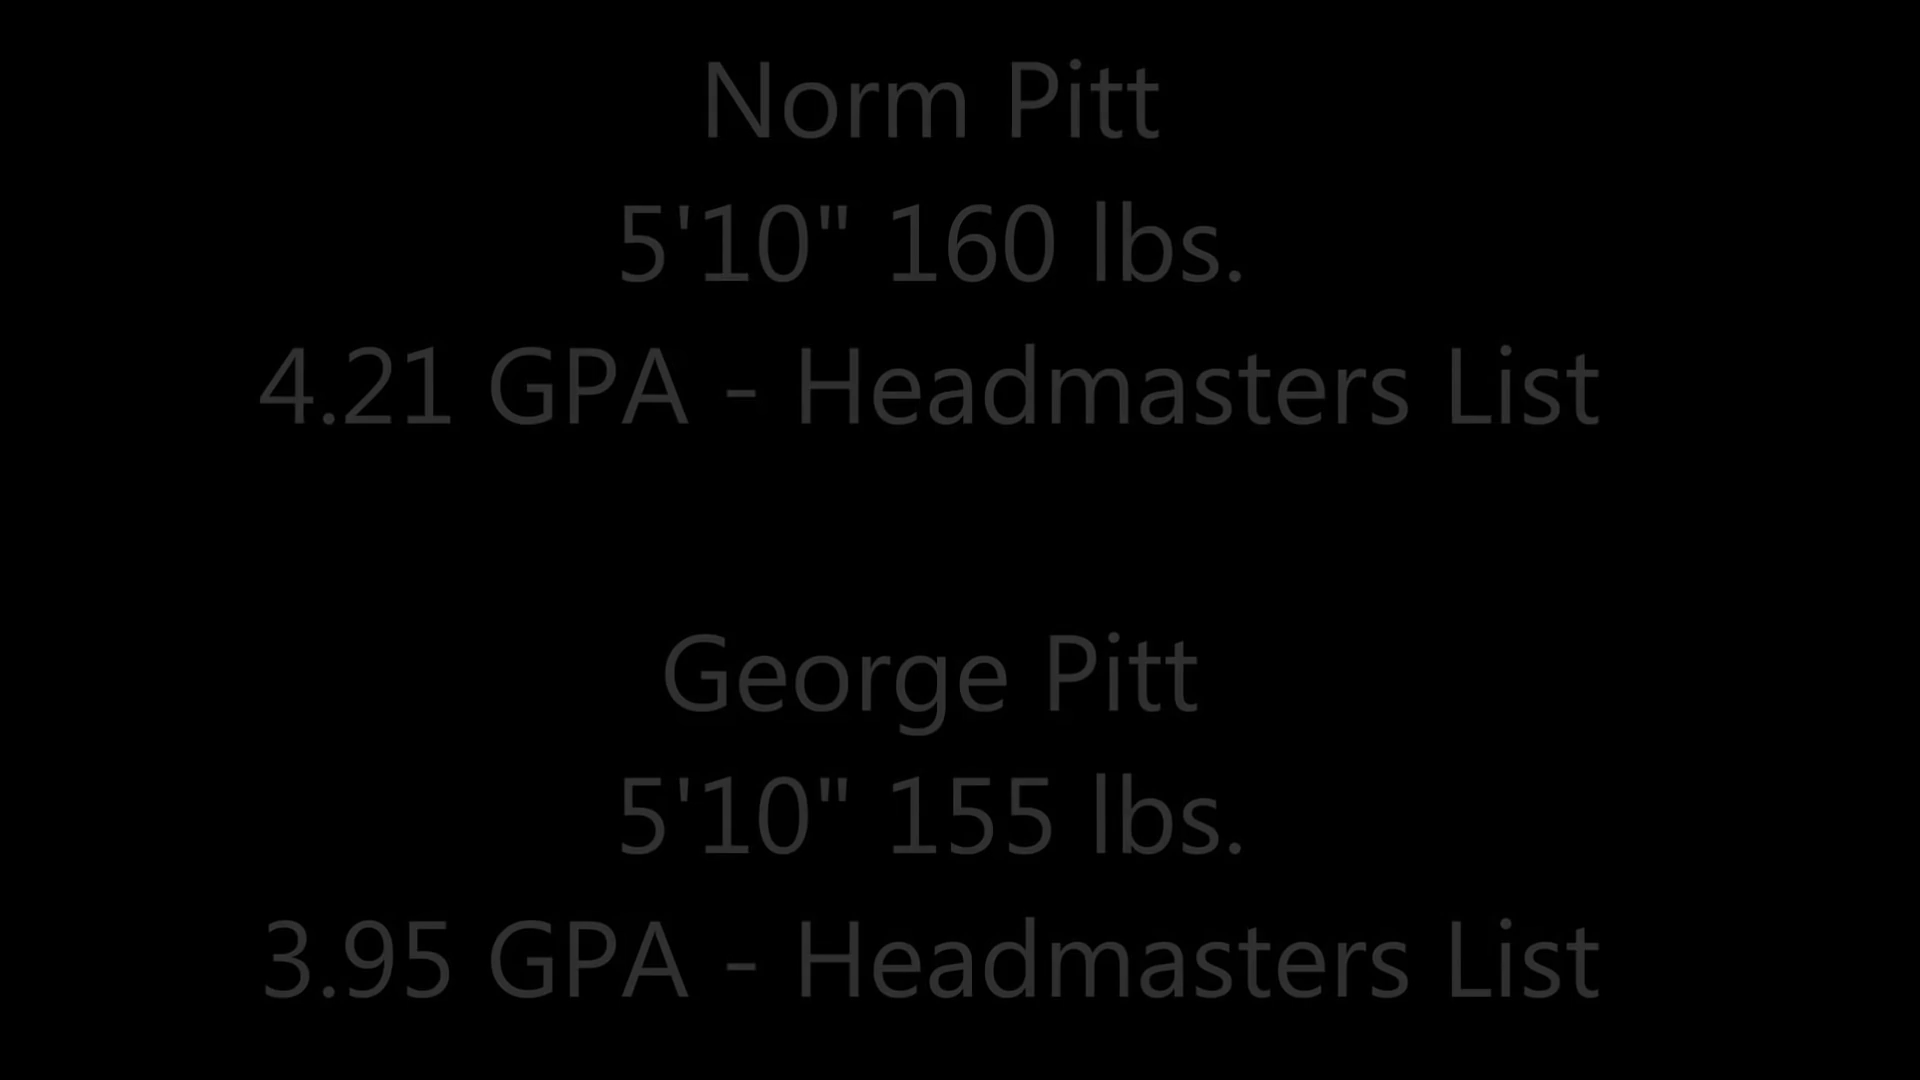 Norm Pitt
5'10" 160 lbs.
4.21 GPA - Headmasters List
George Pitt
5'10" 155 lbs.
3.95 GPA - Headmasters List